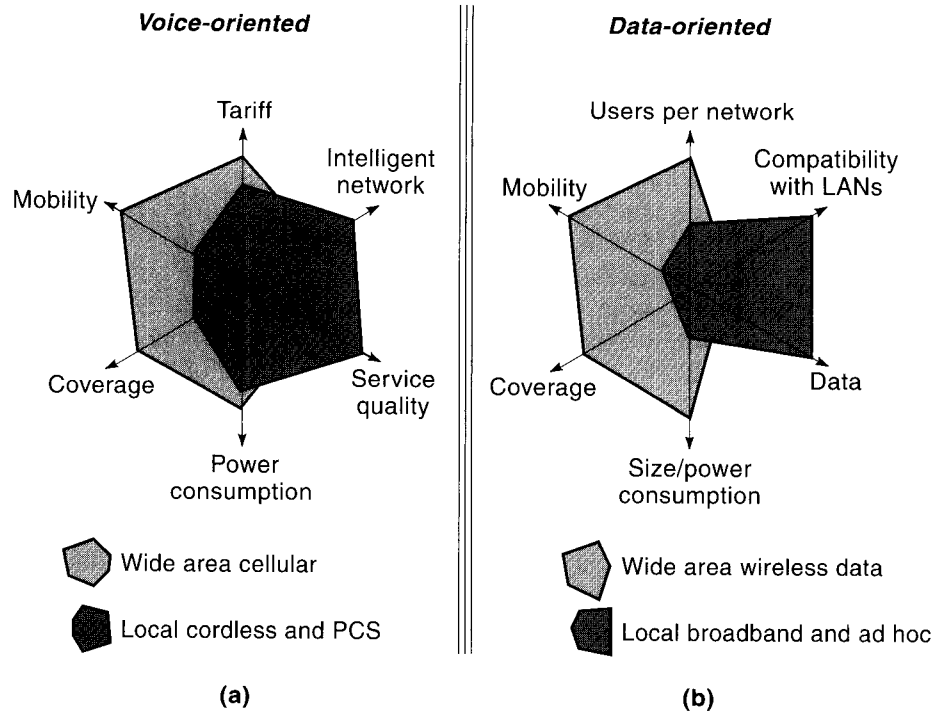 Voice-oriented
Tariff
Intelligent
network
Mobility
Coverage
Service
quality
Power
consumption
Wide area cellular
Local cordless and PCS
(a)
Data-oriented
Users per network
Compatibility
with LANs
Mobility
Coverage
Data
Size/power
consumption
Wide area wireless data
Local broadband and ad hoc
(b)